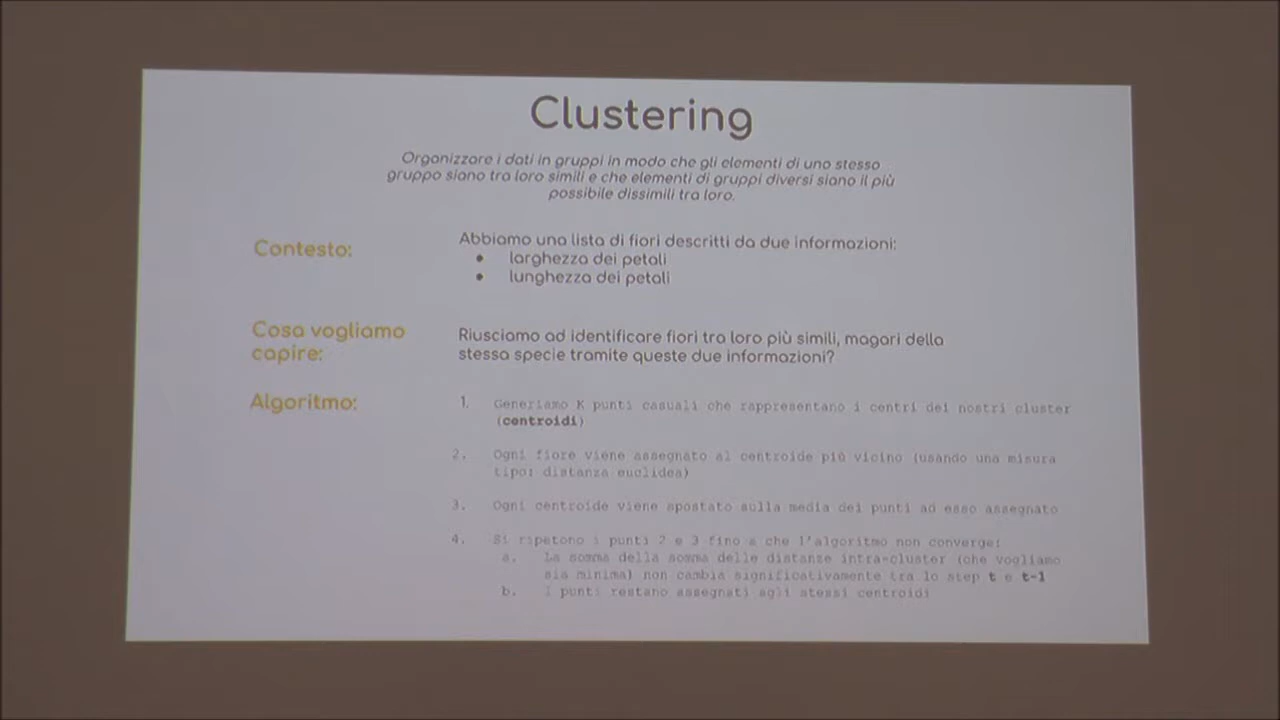 Clustering
Organizzare i dati in gruppi in modo che gli elementi di uno stesso
gruppo siano tra loro simili e che elementi di gruppi diversi siano il più
possibile dissimili tra loro.
Contesto:
Abbiamo una lista di fiori descritti da due informazioni:
● larghezza dei petali
● lunghezza dei petali
Cosa vogliamo
capire:
Riusciamo ad identificare fiori tra loro più simili, magari della
stessa specie tramite queste due informazioni?
Algoritmo:
1. Generiamo K punti casuali che rappresentano i centri dei nostri cluster
(centroidi)
2. Ogni fiore viene assegnato al centroide più vicino (usando una misura
tipo: distanza euclidea)
3. Ogni centroide viene spostato sulla media dei punti ad esso assegnato
4. Si ripetono i punti 2 e 3 fino a che l'algoritmo non converge:
a. La somma della somma delle distanze intra-cluster (che vogliamo
sia minima) non cambia significativamente tra lo step t e t-1
b. I punti restano assegnati agli stessi centroidi